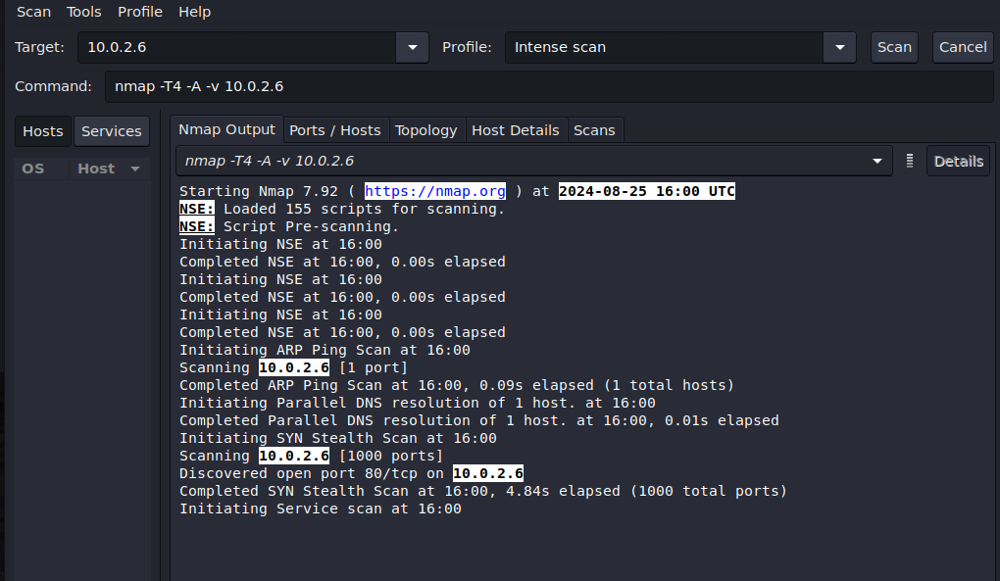 Scan Tools Profile Help
Target: 10.0.2.6 Profile: Intense scan Scan Cancel
Command: nmap -T4 -A -v 10.0.2.6
Hosts Services
OS Host
Nmap Output Ports / Hosts Topology Host Details Scans
nmap -T4 -A -v 10.0.2.6 Details
Starting Nmap 7.92 ( https://nmap.org ) at 2024-08-25 16:00 UTC
NSE: Loaded 155 scripts for scanning.
NSE: Script Pre-scanning.
Initiating NSE at 16:00
Completed NSE at 16:00, 0.00s elapsed
Initiating NSE at 16:00
Completed NSE at 16:00, 0.00s elapsed
Initiating NSE at 16:00
Completed NSE at 16:00, 0.00s elapsed
Initiating ARP Ping Scan at 16:00
Scanning 10.0.2.6 [1 port]
Completed ARP Ping Scan at 16:00, 0.09s elapsed (1 total hosts)
Initiating Parallel DNS resolution of 1 host. at 16:00
Completed Parallel DNS resolution of 1 host. at 16:00, 0.01s elapsed
Initiating SYN Stealth Scan at 16:00
Scanning 10.0.2.6 [1000 ports]
Discovered open port 80/tcp on 10.0.2.6
Completed SYN Stealth Scan at 16:00, 4.84s elapsed (1000 total ports)
Initiating Service scan at 16:00